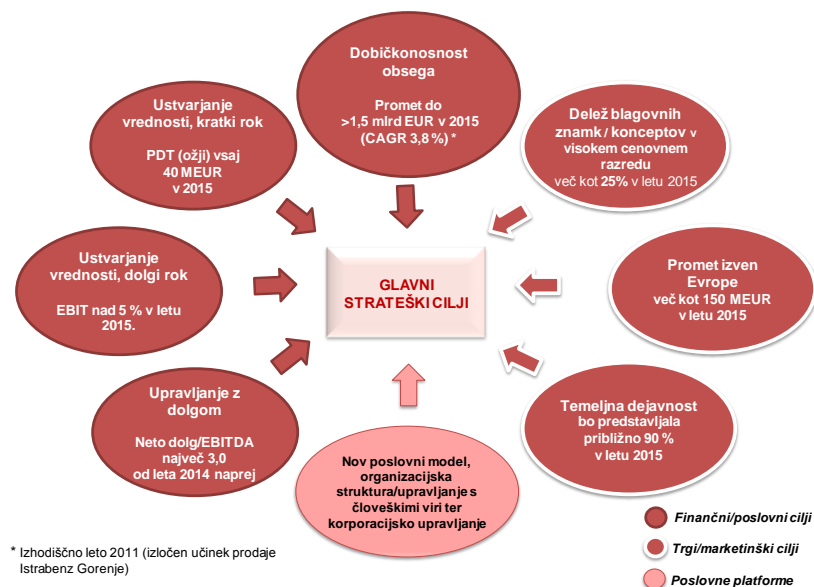 Dobičkonosnost
obsega
Promet do
>1,5 mlrd EUR v 2015
(CAGR 3,8 %) *
Ustvarjanje
vrednosti, kratki rok
PDT (ožji) vsaj
40 MEUR
v 2015
Delež blagovnih
znamk / konceptov v
visokem cenovnem
razredu
več kot 25% v letu 2015
Ustvarjanje
vrednosti, dolgi rok
EBIT nad 5 % v letu
2015.
GLAVNI
STRATEŠKI CILJI
Promet izven
Evrope
več kot 150 MEUR
v letu 2015
Upravljanje z
dolgom
Neto dolg/EBITDA
največ 3,0
od leta 2014 naprej
Nov poslovni model,
organizacijska
struktura/upravljanje s
človeškimi viri ter
korporacijsko upravljanje
Temeljna dejavnost
bo predstavljala
približno 90 %
v letu 2015
* Izhodiščno leto 2011 (izločen učinek prodaje
Istrabenz Gorenje)
Finančni/poslovni cilji
Trgi/marketinški cilji
Poslovne platforme